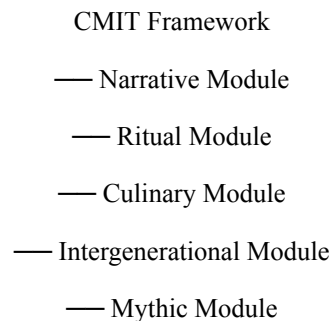 CMIT Framework
── Narrative Module
── Ritual Module
── Culinary Module
── Intergenerational Module
── Mythic Module